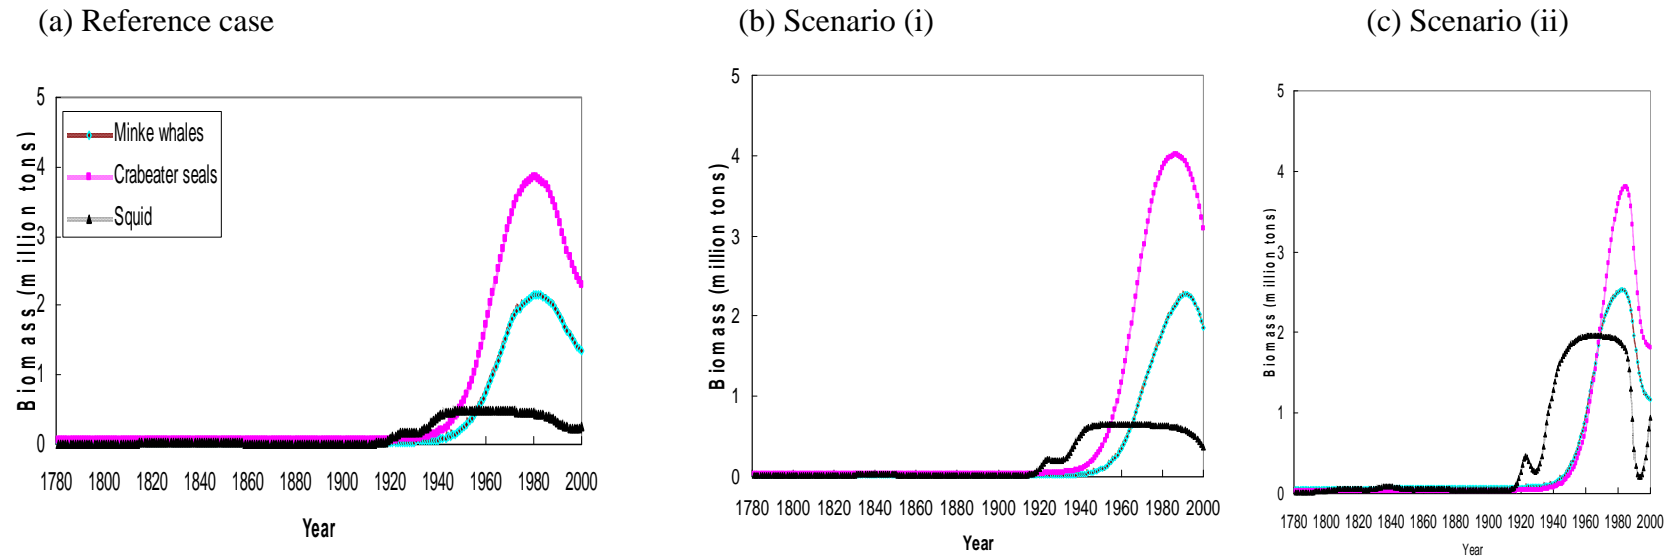 (a) Reference case
(b) Scenario (i)
(c) Scenario (ii)
Biomass (million tons)
5
4
3
2
1
0
Minke whales
Crabeater seals
Squid
1780 1800 1820 1840 1860 1880 1900 1920 1940 1960 1980 2000
Year
Biomass (million tons)
5
4
3
2
1
0
1780 1800 1820 1840 1860 1880 1900 1920 1940 1960 1980 2000
Year
Biomass (million tons)
5
4
3
2
1
0
1780 1800 1820 1840 1860 1880 1900 1920 1940 1960 1980 2000
Year